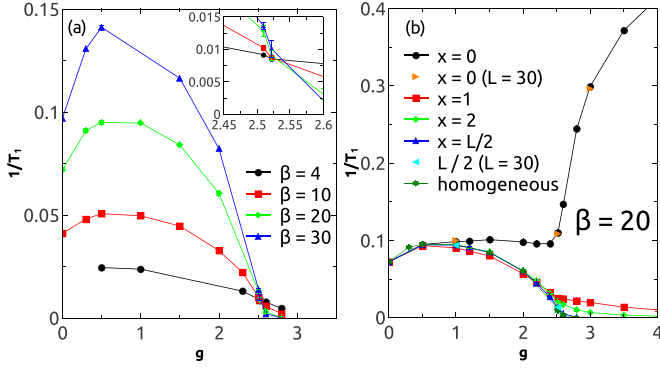 (a)
1/T₁
0.15
0.1
0.05
0
0
1
2
3
g
0.015
0.01
0.005
0
2.45
2.5
2.55
2.6
β = 4
β = 10
β = 20
β = 30
(b)
1/T₁
0.4
0.3
0.2
0.1
0
0
1
2
3
4
g
x = 0
x = 0 (L = 30)
x =1
x = 2
x = L/2
L / 2 (L = 30)
homogeneous
β = 20